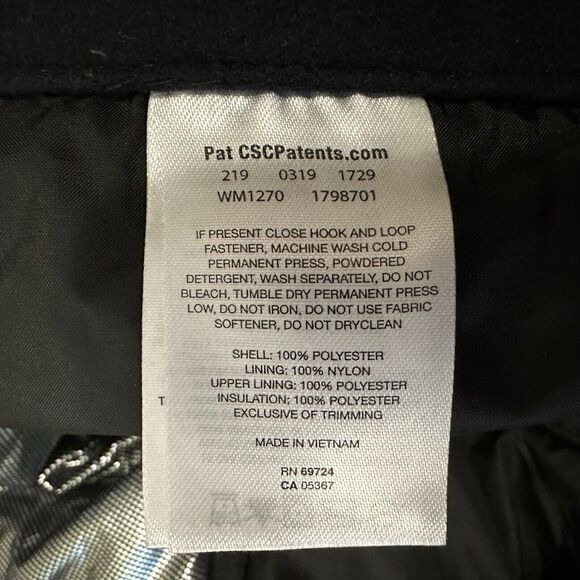 Pat CSCPatents.com
219 0319 1729
WM1270 1798701
IF PRESENT CLOSE HOOK AND LOOP
FASTENER, MACHINE WASH COLD
PERMANENT PRESS, POWDERED
DETERGENT, WASH SEPARATELY, DO NOT
BLEACH, TUMBLE DRY PERMANENT PRESS
LOW, DO NOT IRON, DO NOT USE FABRIC
SOFTENER, DO NOT DRYCLEAN
SHELL: 100% POLYESTER
LINING: 100% NYLON
UPPER LINING: 100% POLYESTER
T INSULATION: 100% POLYESTER
EXCLUSIVE OF TRIMMING
MADE IN VIETNAM
RN 69724
CA 05367